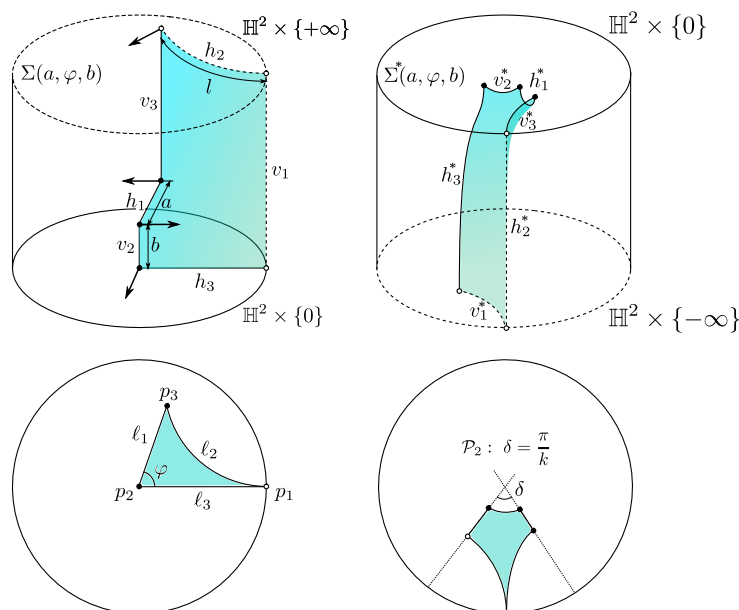 ℍ² × {+∞}
Σ(a, φ, b)
h₂
l
v₃
v₁
h₁
a
v₂
b
h₃
ℍ² × {0}
ℍ² × {0}
Σ*(a, φ, b)
v₂*
h₁*
v₃*
h₃*
h₂*
v₁*
ℍ² × {−∞}
p₃
ℓ₁
ℓ₂
φ
p₂
ℓ₃
p₁
𝒫₂ : δ = π/k
δ